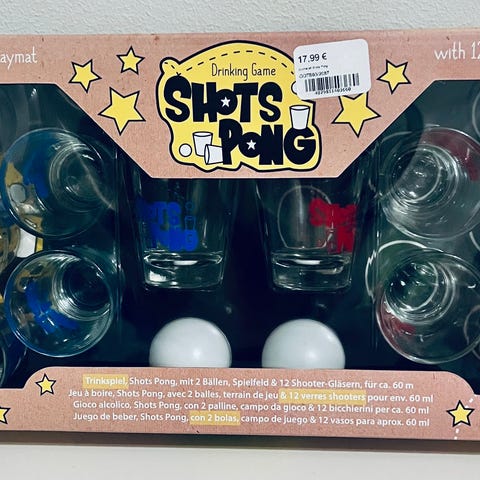 aymat
with 12
17,99 €
Drinking Game
SHOTS
PONG
Trinkspiel, Shots Pong, mit 2 Bällen, Spielfeld & 12 Shooter-Gläsern, für ca. 60 m
Jeu à boire, Shots Pong, avec 2 balles, terrain de jeu & 12 verres shooters pour env. 60 ml
Gioco alcolico, Shots Pong, con 2 palline, campo da gioco & 12 bicchierini per ca. 60 ml
Juego de beber, Shots Pong, con 2 bolas, campo de juego & 12 vasos para aprox. 60 ml